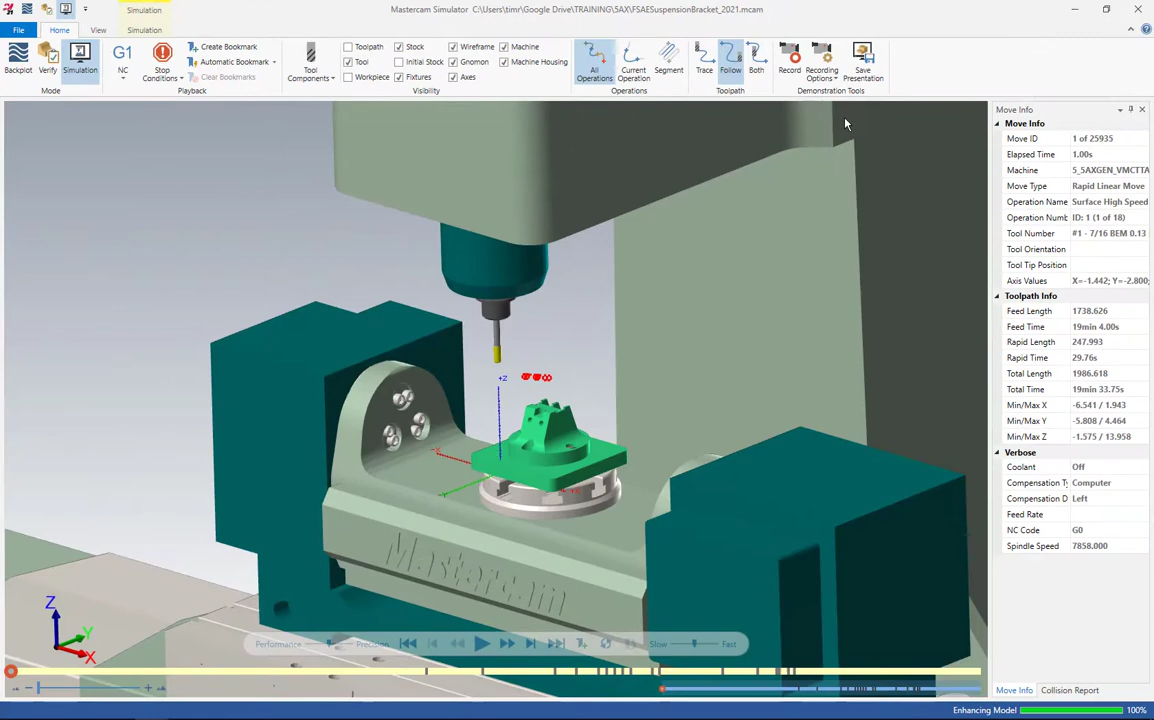 Simulation
Mastercam Simulator C:\Users\timr\Google Drive\TRAINING\5AX\FSAESuspensionBracket_2021.mcam
File Home View Simulation
Backplot Verify Simulation
Mode
G1 NC
Stop Conditions
Create Bookmark
Automatic Bookmark
Clear Bookmarks
Playback
Tool Components
Toolpath Stock Wireframe Machine
Tool Initial Stock Gnomon Machine Housing
Workpiece Fixtures Axes
Visibility
All Operations Current Operation Segment
Operations
Trace Follow Both
Toolpath
Record Recording Options Save Presentation
Demonstration Tools
Move Info
Move Info
Move ID 1 of 25935
Elapsed Time 1.00s
Machine 5_5AXGEN_VMCTTA
Move Type Rapid Linear Move
Operation Name Surface High Speed
Operation Numb ID: 1 (1 of 18)
Tool Number #1 - 7/16 BEM 0.13
Tool Orientation
Tool Tip Position
Axis Values X=-1.442; Y=-2.800;
Toolpath Info
Feed Length 1738.626
Feed Time 19min 4.00s
Rapid Length 247.993
Rapid Time 29.76s
Total Length 1986.618
Total Time 19min 33.75s
Min/Max X -6.541 / 1.943
Min/Max Y -5.808 / 4.464
Min/Max Z -1.575 / 13.958
Verbose
Coolant Off
Compensation Ty Computer
Compensation D Left
Feed Rate
NC Code G0
Spindle Speed 7858.000
+Z
-X
Mastercam
Z
Y
X
Performance Precision Slow Fast
Move Info Collision Report
Enhancing Model 100%